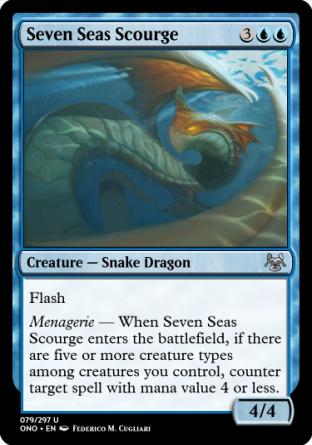 Seven Seas Scourge 3
Creature — Snake Dragon
Flash
Menagerie — When Seven Seas
Scourge enters the battlefield, if there
are five or more creature types
among creatures you control, counter
target spell with mana value 4 or less.
4/4
079/297 U
ONO • EN Federico M. Cugliari